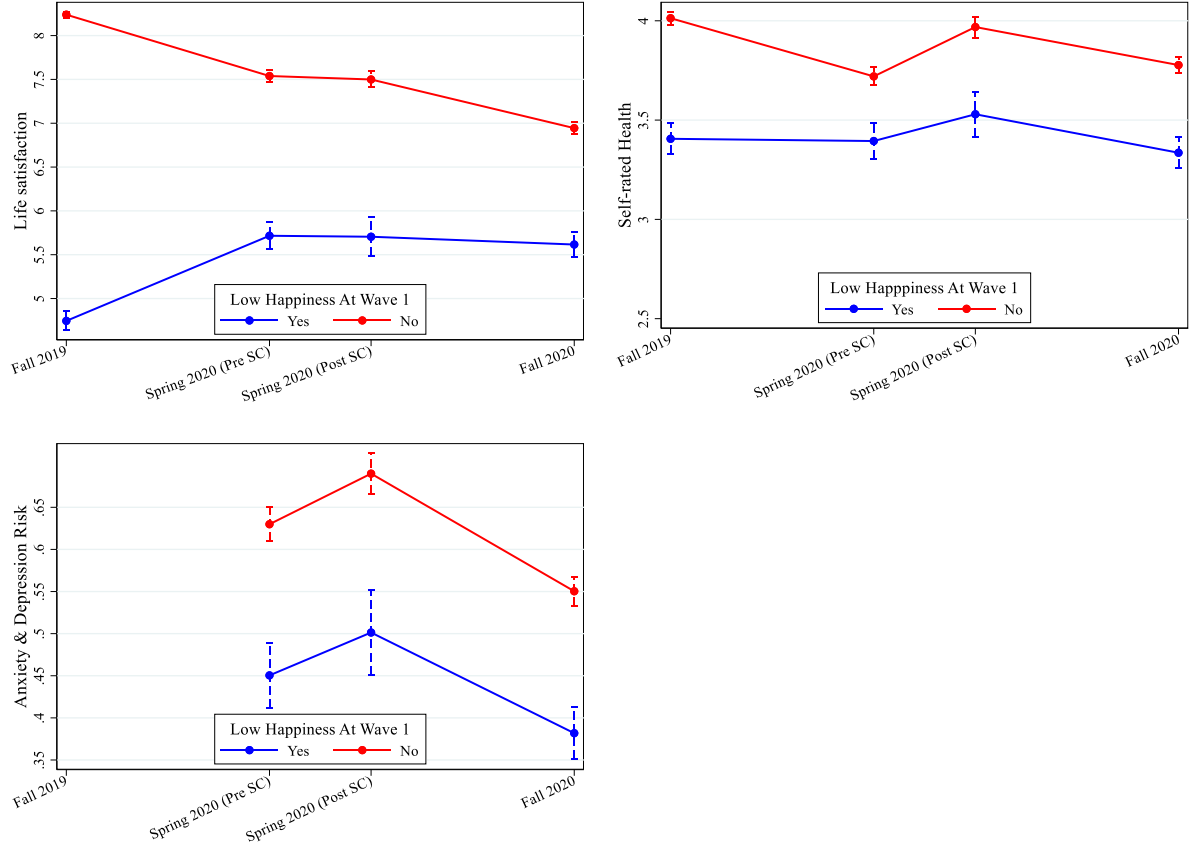 Life satisfaction
8
7.5
7
6.5
6
5.5
5
Low Happiness At Wave 1
Yes No
Fall 2019
Spring 2020 (Pre SC)
Spring 2020 (Post SC)
Fall 2020
Self-rated Health
4
3.5
3
2.5
Low Happpiness At Wave 1
Yes No
Fall 2019
Spring 2020 (Pre SC)
Spring 2020 (Post SC)
Fall 2020
Anxiety & Depression Risk
.65
.6
.55
.5
.45
.4
.35
Low Happiness At Wave 1
Yes No
Fall 2019
Spring 2020 (Pre SC)
Spring 2020 (Post SC)
Fall 2020